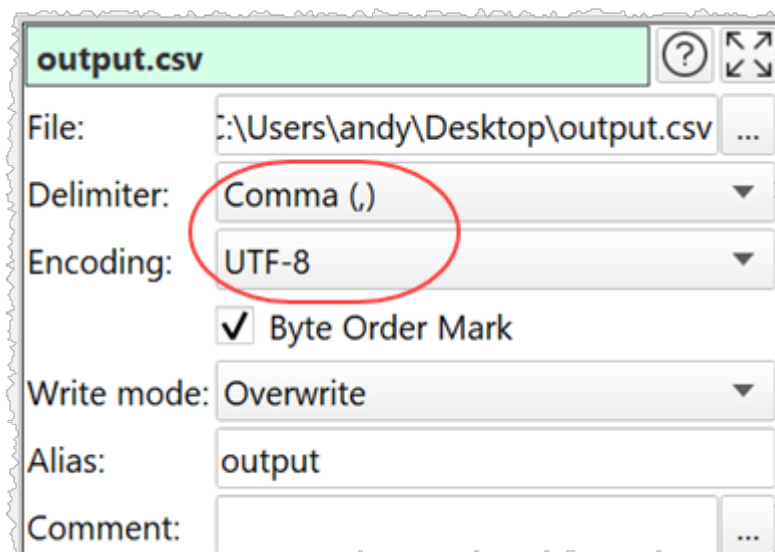 output.csv
File: C:\Users\andy\Desktop\output.csv ...
Delimiter: Comma (,)
Encoding: UTF-8
Byte Order Mark
Write mode: Overwrite
Alias: output
Comment: ...